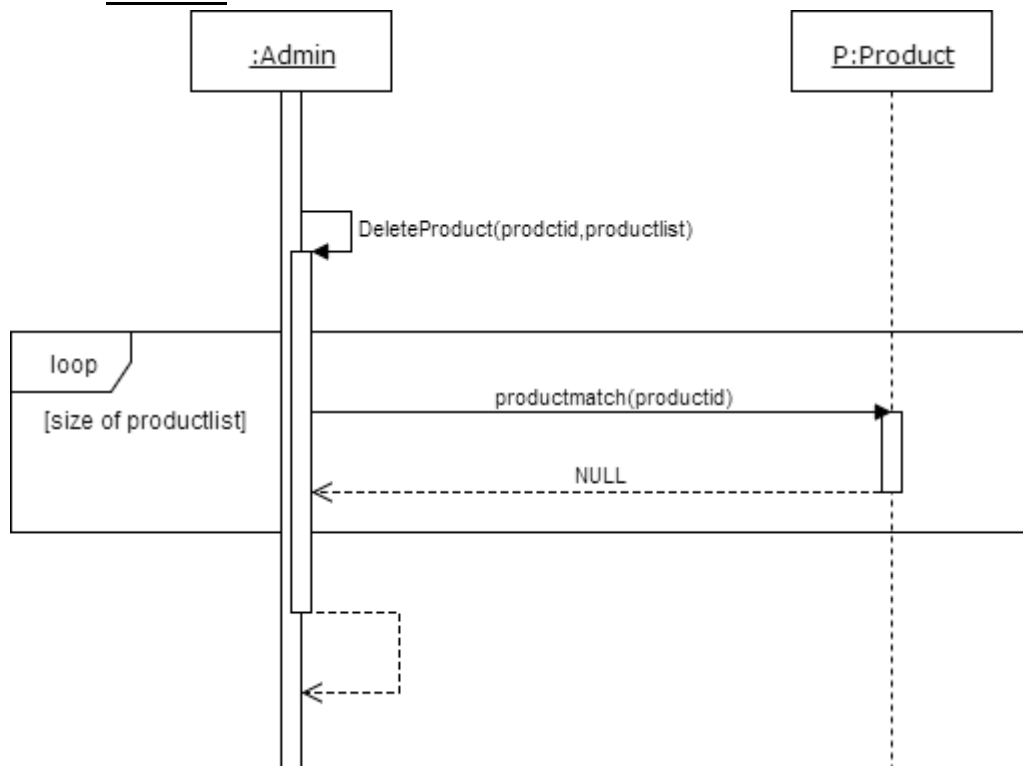 :Admin
P:Product
DeleteProduct(prodctid,productlist)
loop
[size of productlist]
productmatch(productid)
NULL